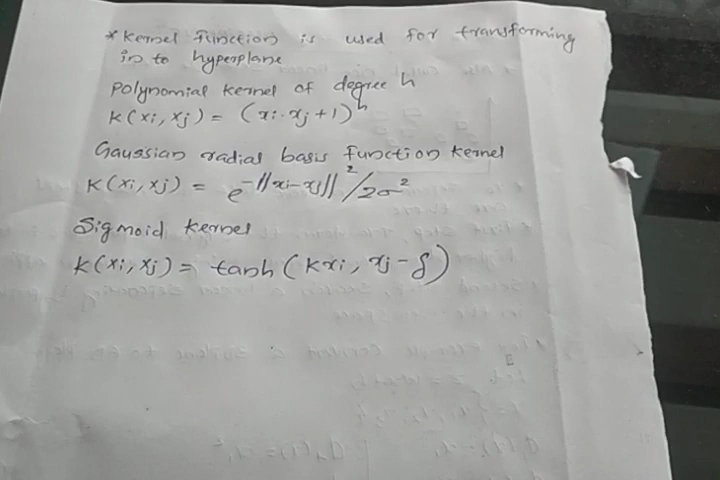 * Kernel function is used for transforming
in to hyperplane
Polynomial kernel of degree h
K(xi, xj) = (xi. xj + 1)^h
Gaussian radial basis function kernel
K(xi, xj) = e^-||xi-xj||^2/2σ^2
Sigmoid kernel
K(xi, xj) = tanh(Kxi, xj - δ)